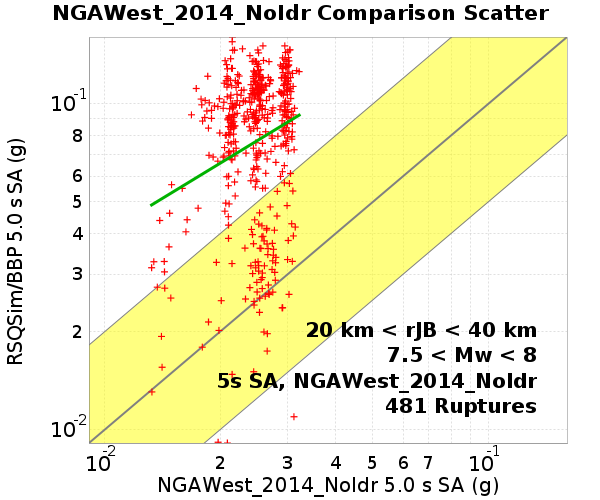 NGAWest_2014_NoIdr Comparison Scatter
RSQSim/BBP 5.0 s SA (g)
10⁻¹
8
6
5
4
3
2
10⁻²
20 km < rJB < 40 km
7.5 < Mw < 8
5s SA, NGAWest_2014_NoIdr
481 Ruptures
10⁻² 2 3 4 5 6 7 10⁻¹
NGAWest_2014_NoIdr 5.0 s SA (g)